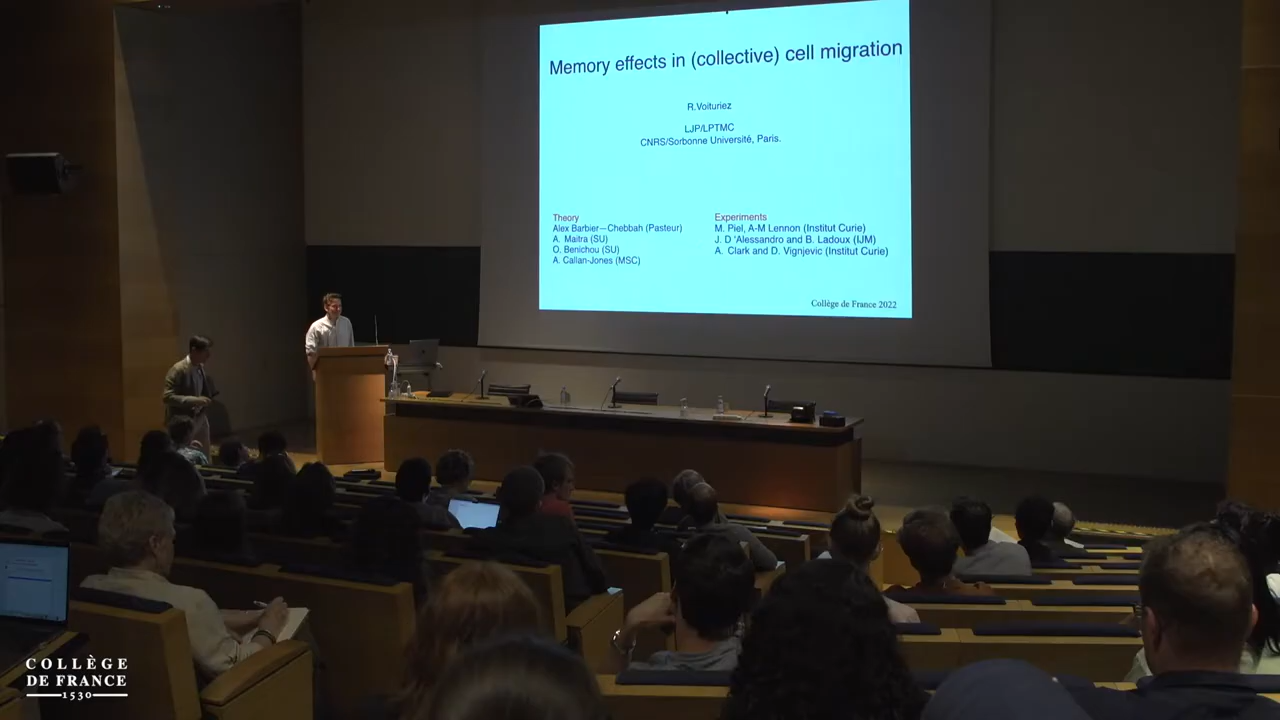 Memory effects in (collective) cell migration
R.Voituriez
LJP/LPTMC
CNRS/Sorbonne Université, Paris.
Theory
Alex Barbier—Chebbah (Pasteur)
A. Maitra (SU)
O. Benichou (SU)
A. Callan-Jones (MSC)
Experiments
M. Piel, A-M Lennon (Institut Curie)
J. D 'Alessandro and B. Ladoux (IJM)
A. Clark and D. Vignjevic (Institut Curie)
Collège de France 2022
COLLÈGE
DE FRANCE
1530